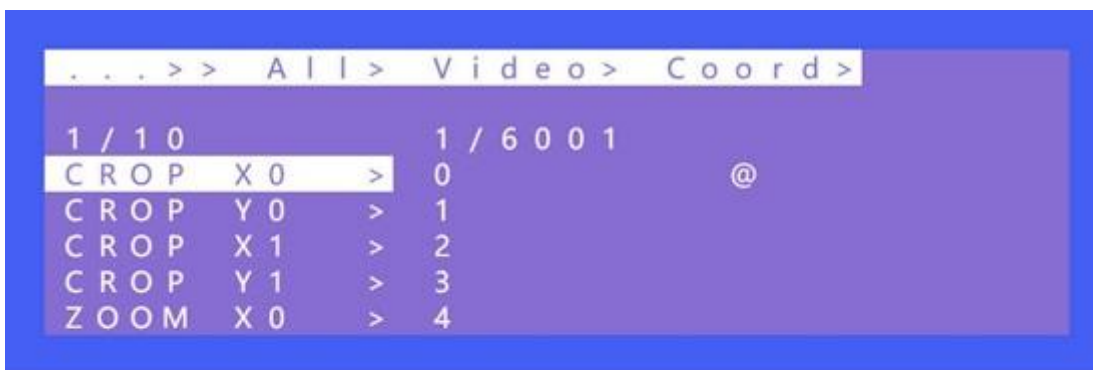 ...>> All> Video> Coord>
1/10 1/6001
CROP X0 > 0 @
CROP Y0 > 1
CROP X1 > 2
CROP Y1 > 3
ZOOM X0 > 4